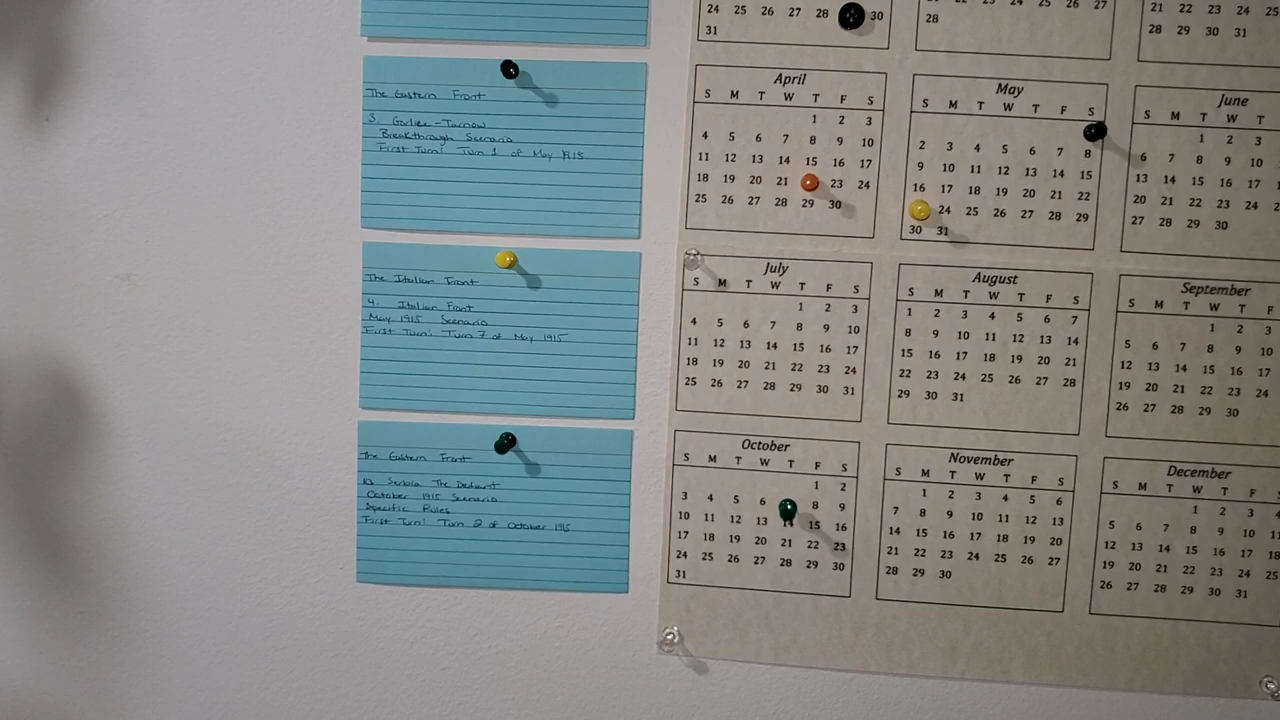 The Eastern Front
3. Gorlice-Tarnow
Breakthrough Scenario
First Turn: Turn 1 of May 1915
The Italian Front
4. Italian Front
May 1915 Scenario
First Turn: Turn 7 of May 1915
The Eastern Front
10. Serbia The Defiant
October 1915 Scenario
Specific Rules
First Turn: Turn 2 of October 1915
24 25 26 27 28 30
31
26 27
28
21 22 23 24 25
28 29 30 31
April
S M T W T F S
1 2 3
4 5 6 7 8 9 10
11 12 13 14 15 16 17
18 19 20 21 23 24
25 26 27 28 29 30
May
S M T W T F S
2 3 4 5 6 7 8
9 10 11 12 13 14 15
16 17 18 19 20 21 22
24 25 26 27 28 29
30 31
June
S M T W T
1 2 3
6 7 8 9 10
13 14 15 16 17
20 21 22 23 24
27 28 29 30
July
S M T W T F S
1 2 3
4 5 6 7 8 9 10
11 12 13 14 15 16 17
18 19 20 21 22 23 24
25 26 27 28 29 30 31
August
S M T W T F S
1 2 3 4 5 6 7
8 9 10 11 12 13 14
15 16 17 18 19 20 21
22 23 24 25 26 27 28
29 30 31
September
S M T W T F
1 2 3
5 6 7 8 9 10
12 13 14 15 16 17
19 20 21 22 23 24
26 27 28 29 30
October
S M T W T F S
1 2
3 4 5 6 8 9
10 11 12 13 14 15 16
17 18 19 20 21 22 23
24 25 26 27 28 29 30
31
November
S M T W T F S
1 2 3 4 5 6
7 8 9 10 11 12 13
14 15 16 17 18 19 20
21 22 23 24 25 26 27
28 29 30
December
S M T W T F
1 2 3
5 6 7 8 9 10 11
12 13 14 15 16 17 18
19 20 21 22 23 24 25
26 27 28 29 30 31